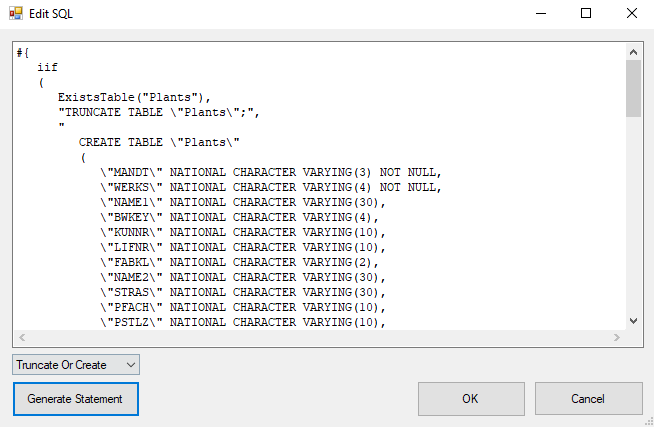 Edit SQL
#{
iif
(
ExistsTable("Plants"),
"TRUNCATE TABLE \"Plants\";",
"
CREATE TABLE \"Plants\"
(
\"MANDT\" NATIONAL CHARACTER VARYING(3) NOT NULL,
\"WERKS\" NATIONAL CHARACTER VARYING(4) NOT NULL,
\"NAME1\" NATIONAL CHARACTER VARYING(30),
\"BWKEY\" NATIONAL CHARACTER VARYING(4),
\"KUNNR\" NATIONAL CHARACTER VARYING(10),
\"LIFNR\" NATIONAL CHARACTER VARYING(10),
\"FABKL\" NATIONAL CHARACTER VARYING(2),
\"NAME2\" NATIONAL CHARACTER VARYING(30),
\"STRAS\" NATIONAL CHARACTER VARYING(30),
\"PFACH\" NATIONAL CHARACTER VARYING(10),
\"PSTLZ\" NATIONAL CHARACTER VARYING(10),
Truncate Or Create
Generate Statement
OK
Cancel